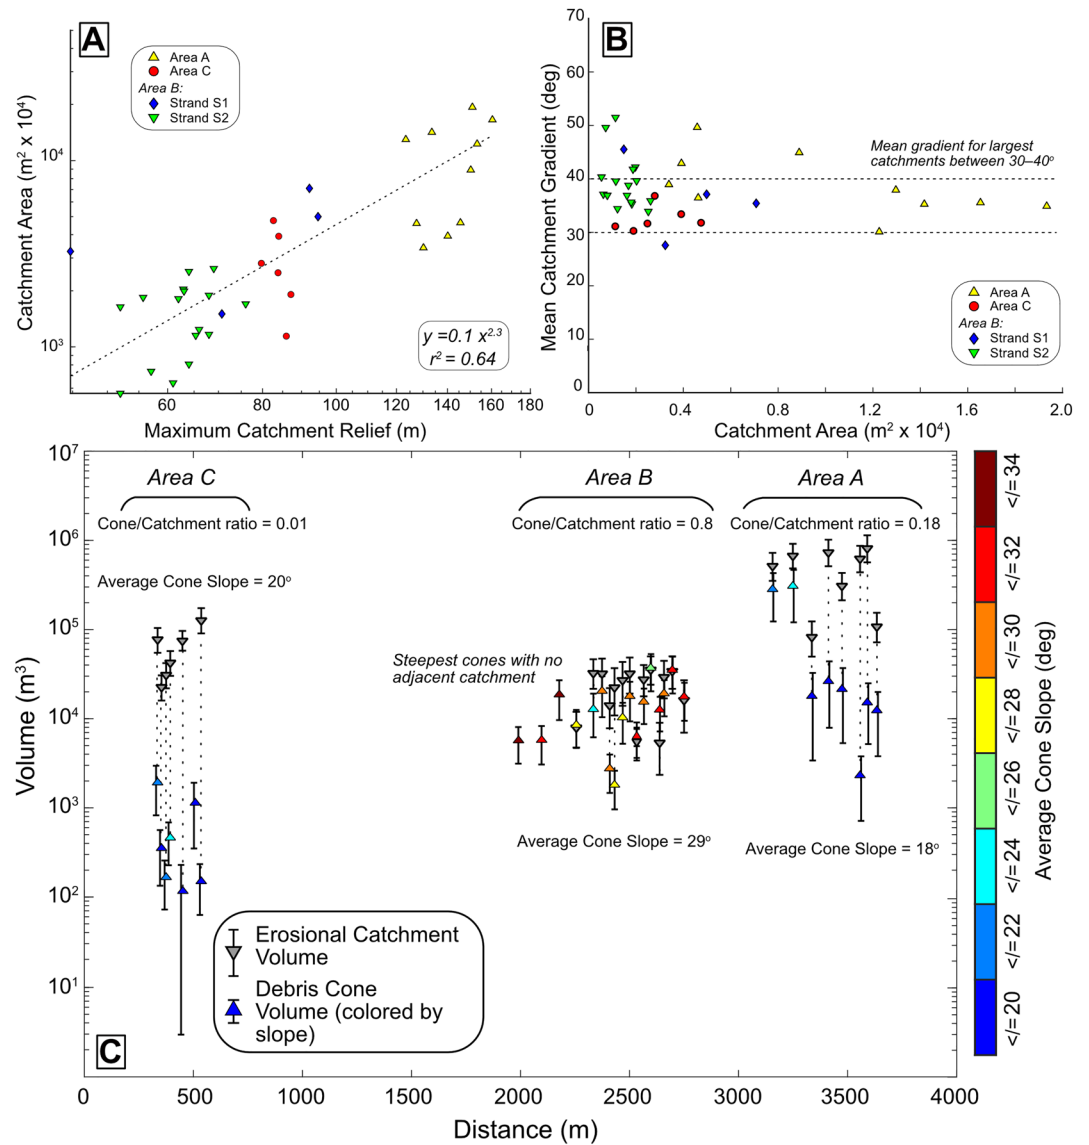 A
Area A
Area C
Area B:
Strand S1
Strand S2
Catchment Area (m² x 10⁴)
10⁴
10³
y =0.1 x²·³
r² = 0.64
60
80
100
120
140
160
180
Maximum Catchment Relief (m)
B
70
60
50
40
30
20
10
0
Mean Catchment Gradient (deg)
Mean gradient for largest
catchments between 30–40º
Area A
Area C
Area B:
Strand S1
Strand S2
0
0.4
0.8
1.2
1.6
2.0
Catchment Area (m² x 10⁴)
10⁷
10⁶
10⁵
10⁴
10³
10²
10¹
Volume (m³)
Area C
Cone/Catchment ratio = 0.01
Average Cone Slope = 20º
Area B
Cone/Catchment ratio = 0.8
Steepest cones with no
adjacent catchment
Average Cone Slope = 29º
Area A
Cone/Catchment ratio = 0.18
Average Cone Slope = 18º
Erosional Catchment
Volume
Debris Cone
Volume (colored by
slope)
C
0
500
1000
1500
2000
2500
3000
3500
4000
Distance (m)
</=34
</=32
</=30
</=28
</=26
</=24
</=22
</=20
Average Cone Slope (deg)